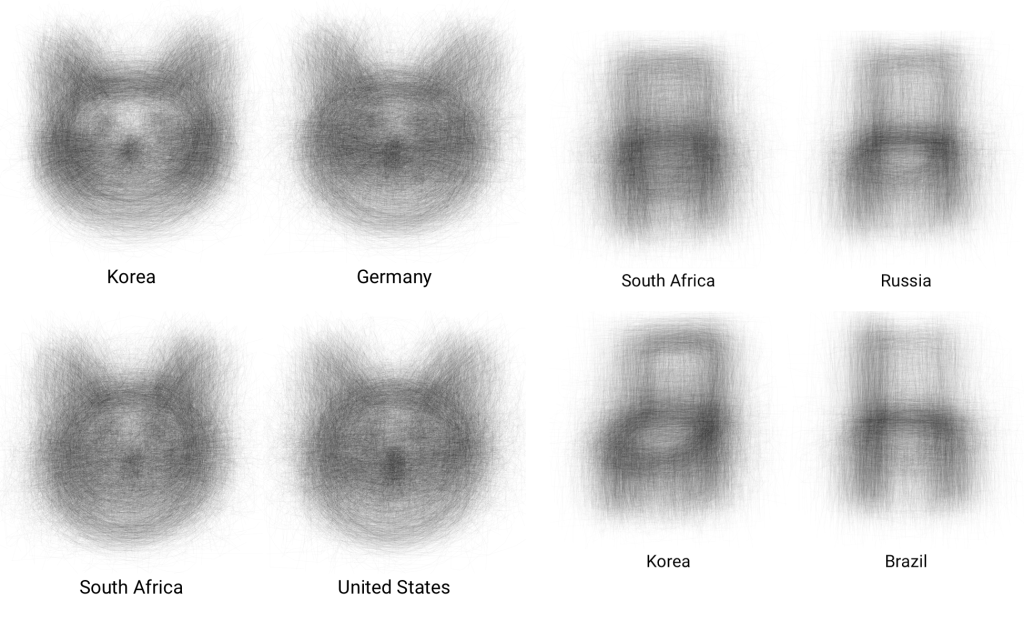 Korea
Germany
South Africa
Russia
South Africa
United States
Korea
Brazil